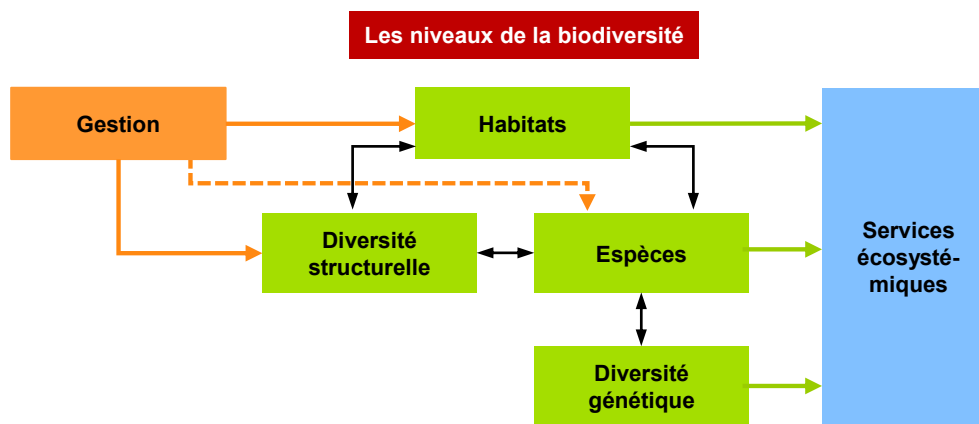 Les niveaux de la biodiversité
Gestion
Habitats
Diversité
structurelle
Espèces
Services
écosysté-
miques
Diversité
génétique